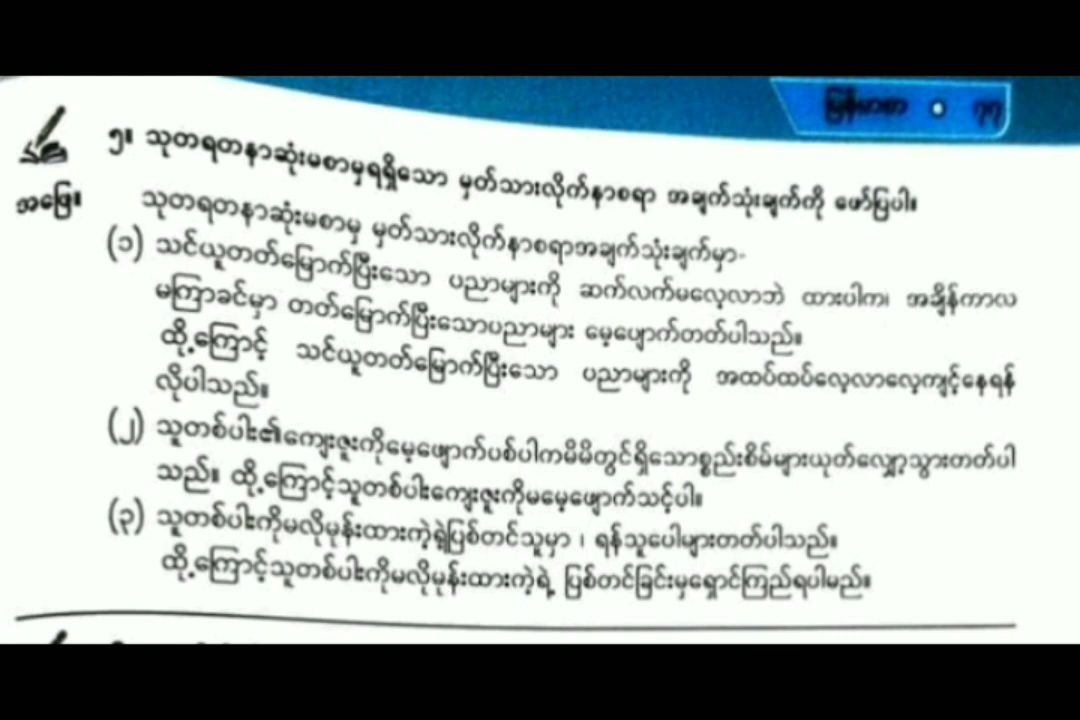 မြန်မာစာ ၀ ၇၇
၅။ သုတရတနာဆုံးမစာမှရရှိသော မှတ်သားလိုက်နာစရာ အချက်သုံးချက်ကို ဖော်ပြပါ။
အဖြေ။ သုတရတနာဆုံးမစာမှ မှတ်သားလိုက်နာစရာအချက်သုံးချက်မှာ-
(၁) သင်ယူတတ်မြောက်ပြီးသော ပညာများကို ဆက်လက်မလေ့လာဘဲ ထားပါက၊ အချိန်ကာလ
မကြာခင်မှာ တတ်မြောက်ပြီးသောပညာများ မေ့ပျောက်တတ်ပါသည်။
ထို့ကြောင့် သင်ယူတတ်မြောက်ပြီးသော ပညာများကို အထပ်ထပ်လေ့လာလေ့ကျင့်နေရန်
လိုပါသည်။
(၂) သူတစ်ပါး၏ကျေးဇူးကိုမေ့ဖျောက်ပစ်ပါကမိမိတွင်ရှိသောစည်းစိမ်များယုတ်လျှော့သွားတတ်ပါ
သည်။ ထို့ကြောင့်သူတစ်ပါးကျေးဇူးကိုမမေ့ဖျောက်သင့်ပါ။
(၃) သူတစ်ပါးကိုမလိုမုန်းထားကဲ့ရဲ့ပြစ်တင်သူမှာ ၊ ရန်သူပေါများတတ်ပါသည်။
ထို့ကြောင့်သူတစ်ပါးကိုမလိုမုန်းထားကဲ့ရဲ့ ပြစ်တင်ခြင်းမှရှောင်ကြည်ရပါမည်။